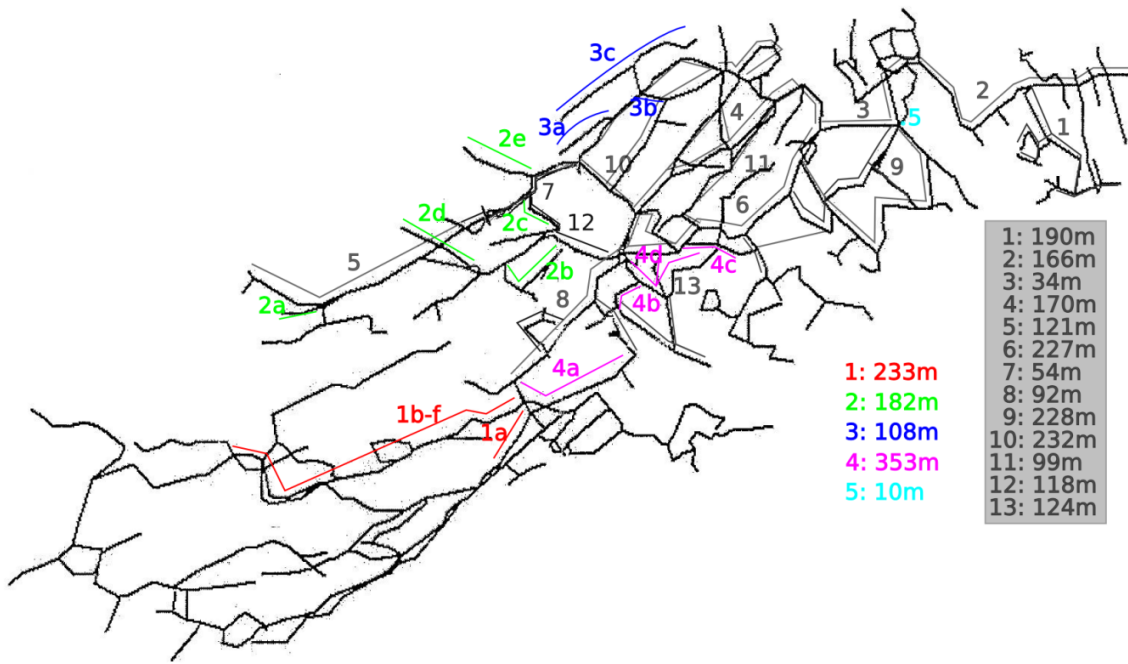 3c
2
4
3
:5
1
3b
3a
2e
11
9
10
7
6
2d
2c
12
5
4d
4c
2b
13
2a
8
4b
4a
1b-f
1a
1: 233m
2: 182m
3: 108m
4: 353m
5: 10m
1: 190m
2: 166m
3: 34m
4: 170m
5: 121m
6: 227m
7: 54m
8: 92m
9: 228m
10: 232m
11: 99m
12: 118m
13: 124m